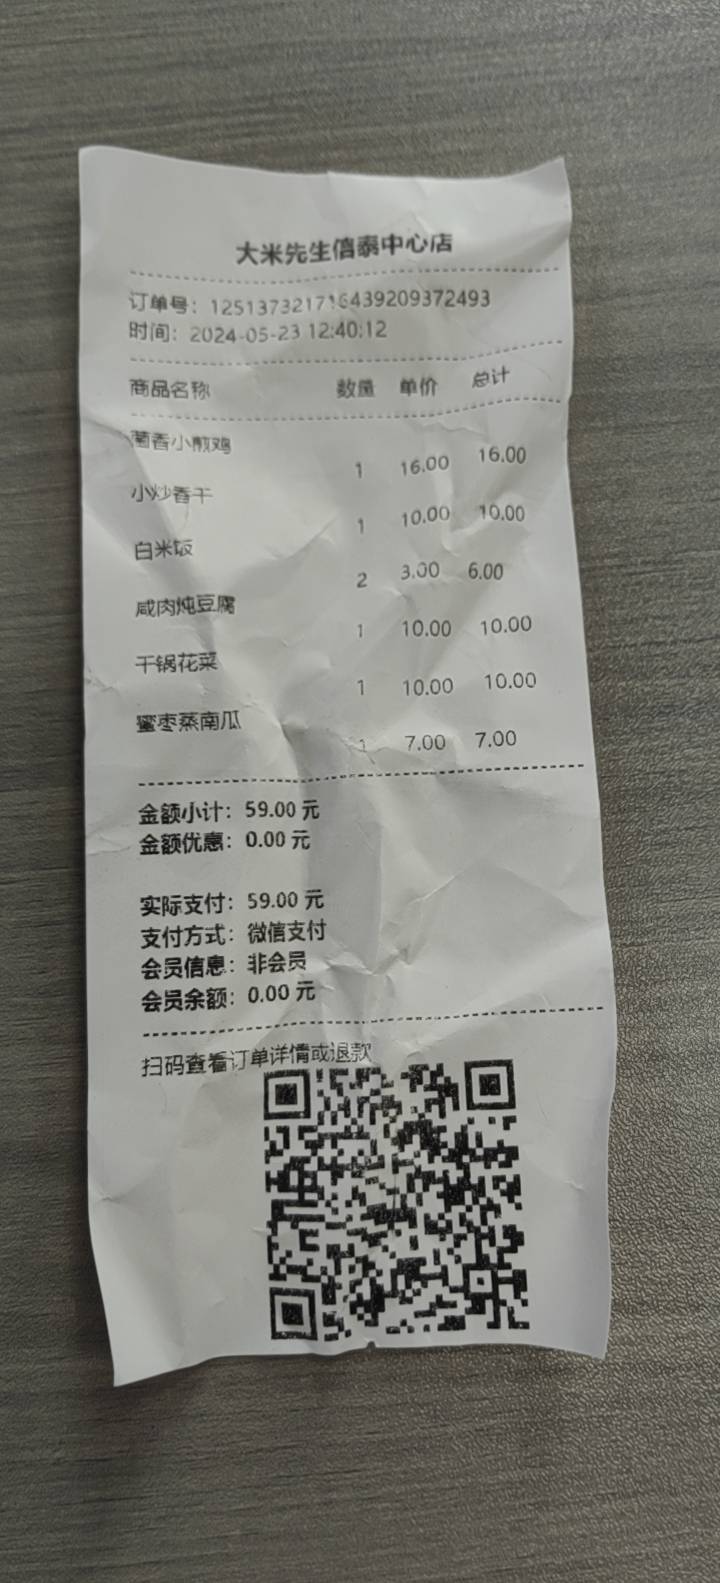 大米先生信泰中心店
订单号：125137321716439209372493
时间：2024-05-23 12:40:12
商品名称 数量 单价 总计
藿香小煎鸡
1 16.00 16.00
小炒香干
1 10.00 10.00
白米饭
2 3.00 6.00
咸肉炖豆腐
1 10.00 10.00
干锅花菜
1 10.00 10.00
蜜枣蒸南瓜
1 7.00 7.00
金额小计：59.00 元
金额优惠：0.00 元
实际支付：59.00 元
支付方式：微信支付
会员信息：非会员
会员余额：0.00 元
扫码查看订单详情或退款